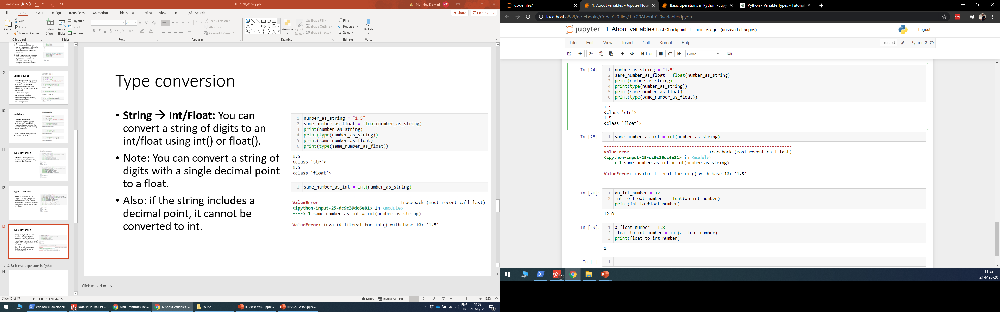 AutoSave Off
ILP2020_W1S2.pptx
Matthieu De Mari MD
File Home Insert Draw Design Transitions Animations Slide Show Review View Help Search
Share Comments
Paste
Cut
Copy
Format Painter
Clipboard
New Slide
Reuse Slides
Layout
Reset
Section
Slides
28
Font
Text Direction
Align Text
Convert to SmartArt
Paragraph
Arrange
Quick Styles
Shape Fill
Shape Outline
Shape Effects
Drawing
Find
Replace
Select
Editing
Dictate
Voice
9
Variable types
10
Variable IDs
11
Type conversion
12
Type conversion
13
Type conversion
3. Basic math operators in Python
14
Type conversion
• String → Int/Float: You can
convert a string of digits to an
int/float using int() or float().
• Note: You can convert a string of
digits with a single decimal point
to a float.
• Also: if the string includes a
decimal point, it cannot be
converted to int.
1 number_as_string = "1.5"
2 same_number_as_float = float(number_as_string)
3 print(number_as_string)
4 print(type(number_as_string))
5 print(same_number_as_float)
6 print(type(same_number_as_float))
1.5
<class 'str'>
1.5
<class 'float'>
1 same_number_as_int = int(number_as_string)
ValueError Traceback (most recent call last)
<ipython-input-25-dc9c39dc6e81> in <module>
----> 1 same_number_as_int = int(number_as_string)
ValueError: invalid literal for int() with base 10: '1.5'
Click to add notes
Slide 13 of 17 English (United States)
Notes Display Settings 122%
Windows PowerShell
19 Todoist: To-Do List ...
Mail - Matthieu De ...
1. About variables -...
W1S2
ILP2020_W1S1.pptx...
ILP2020_W1S2.pptx...
ENG
FR
11:32
21-May-20
5
Code files/
1. About variables - Jupyter Note
Basic operations in Python - Jup
Python - Variable Types - Tutoria
localhost:8888/notebooks/Code%20files/1.%20About%20variables.ipynb
jupyter 1. About variables Last Checkpoint: 11 minutes ago (unsaved changes)
Logout
File Edit View Insert Cell Kernel Help
Trusted Python 3
Run Code
In [24]:
1 number_as_string = "1.5"
2 same_number_as_float = float(number_as_string)
3 print(number_as_string)
4 print(type(number_as_string))
5 print(same_number_as_float)
6 print(type(same_number_as_float))
1.5
<class 'str'>
1.5
<class 'float'>
In [25]: 1 same_number_as_int = int(number_as_string)
ValueError Traceback (most recent call last)
<ipython-input-25-dc9c39dc6e81> in <module>
----> 1 same_number_as_int = int(number_as_string)
ValueError: invalid literal for int() with base 10: '1.5'
In [28]:
1 an_int_number = 12
2 int_to_float_number = float(an_int_number)
3 print(int_to_float_number)
12.0
In [29]:
1 a_float_number = 1.8
2 float_to_int_number = int(a_float_number)
3 print(float_to_int_number)
1
In [ ]: 1
19
11:32
21-May-20